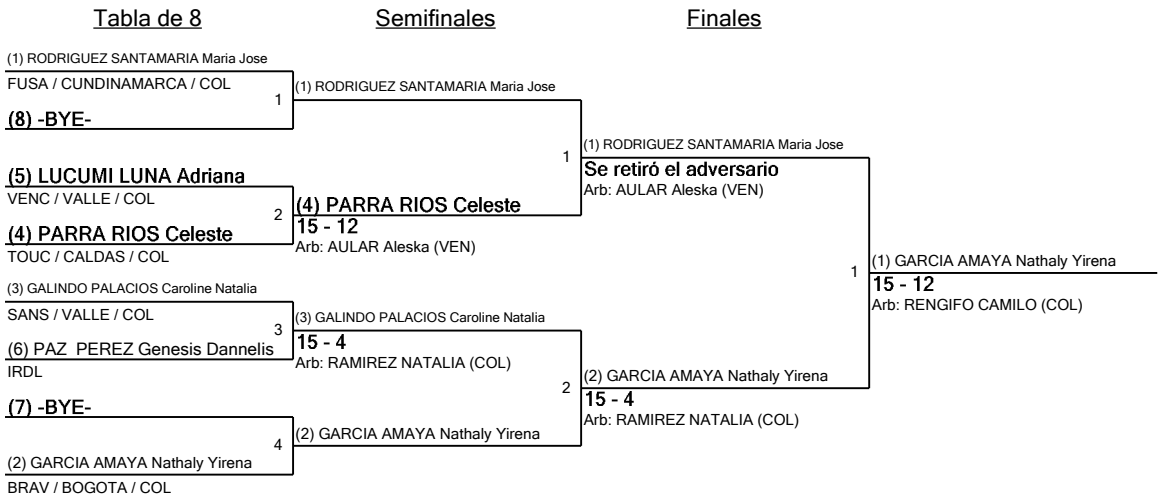 Tabla de 8
Semifinales
Finales
(1) RODRIGUEZ SANTAMARIA Maria Jose
FUSA / CUNDINAMARCA / COL
1
(8) -BYE-
(5) LUCUMI LUNA Adriana
VENC / VALLE / COL
2
(4) PARRA RIOS Celeste
TOUC / CALDAS / COL
(3) GALINDO PALACIOS Caroline Natalia
SANS / VALLE / COL
3
(6) PAZ  PEREZ Genesis Dannelis
IRDL
(7) -BYE-
4
(2) GARCIA AMAYA Nathaly Yirena
BRAV / BOGOTA / COL
(1) RODRIGUEZ SANTAMARIA Maria Jose
1
(4) PARRA RIOS Celeste
15 - 12
Arb: AULAR Aleska (VEN)
(3) GALINDO PALACIOS Caroline Natalia
15 - 4
Arb: RAMIREZ NATALIA (COL)
2
(2) GARCIA AMAYA Nathaly Yirena
(1) RODRIGUEZ SANTAMARIA Maria Jose
Se retiró el adversario
Arb: AULAR Aleska (VEN)
1
(2) GARCIA AMAYA Nathaly Yirena
15 - 4
Arb: RAMIREZ NATALIA (COL)
(1) GARCIA AMAYA Nathaly Yirena
15 - 12
Arb: RENGIFO CAMILO (COL)